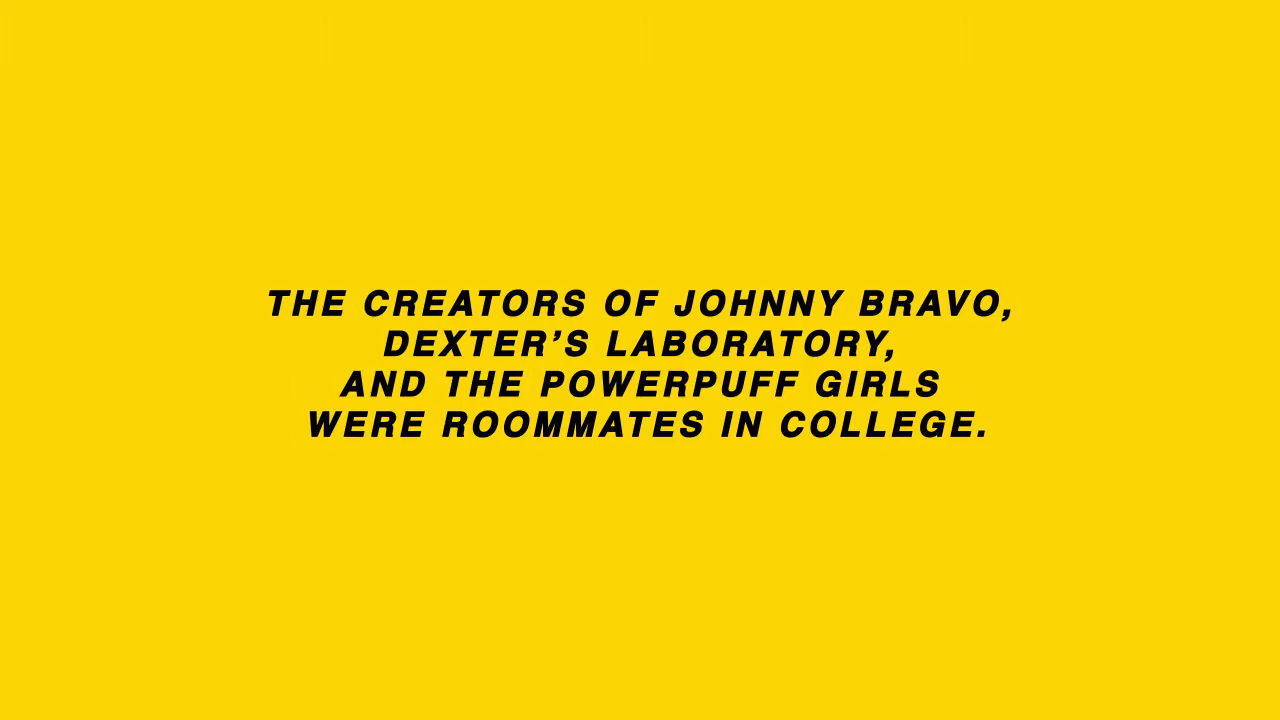 THE CREATORS OF JOHNNY BRAVO,
DEXTER’S LABORATORY,
AND THE POWERPUFF GIRLS
WERE ROOMMATES IN COLLEGE.